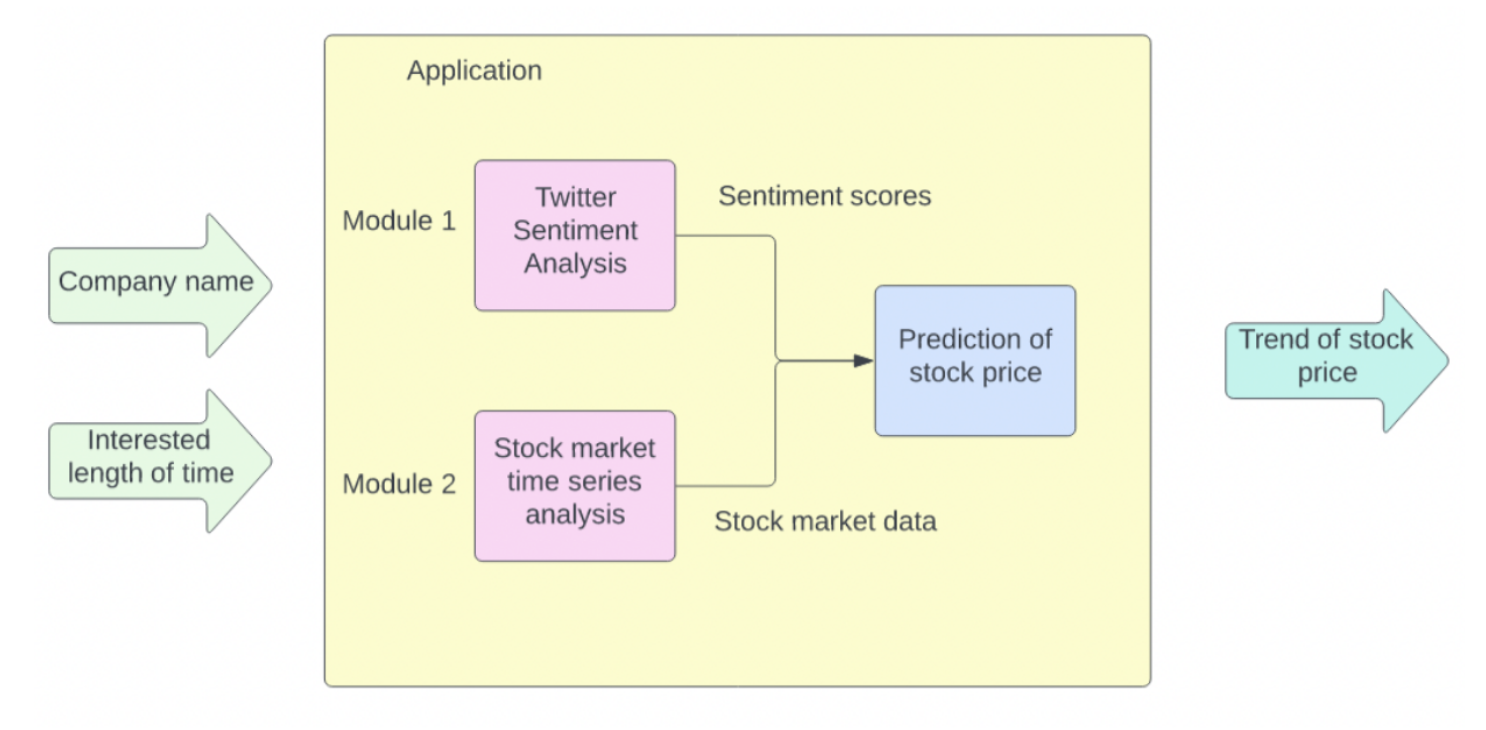 Application
Module 1
Twitter
Sentiment
Analysis
Sentiment scores
Company name
Interested
length of time
Prediction of
stock price
Trend of stock
price
Module 2
Stock market
time series
analysis
Stock market data